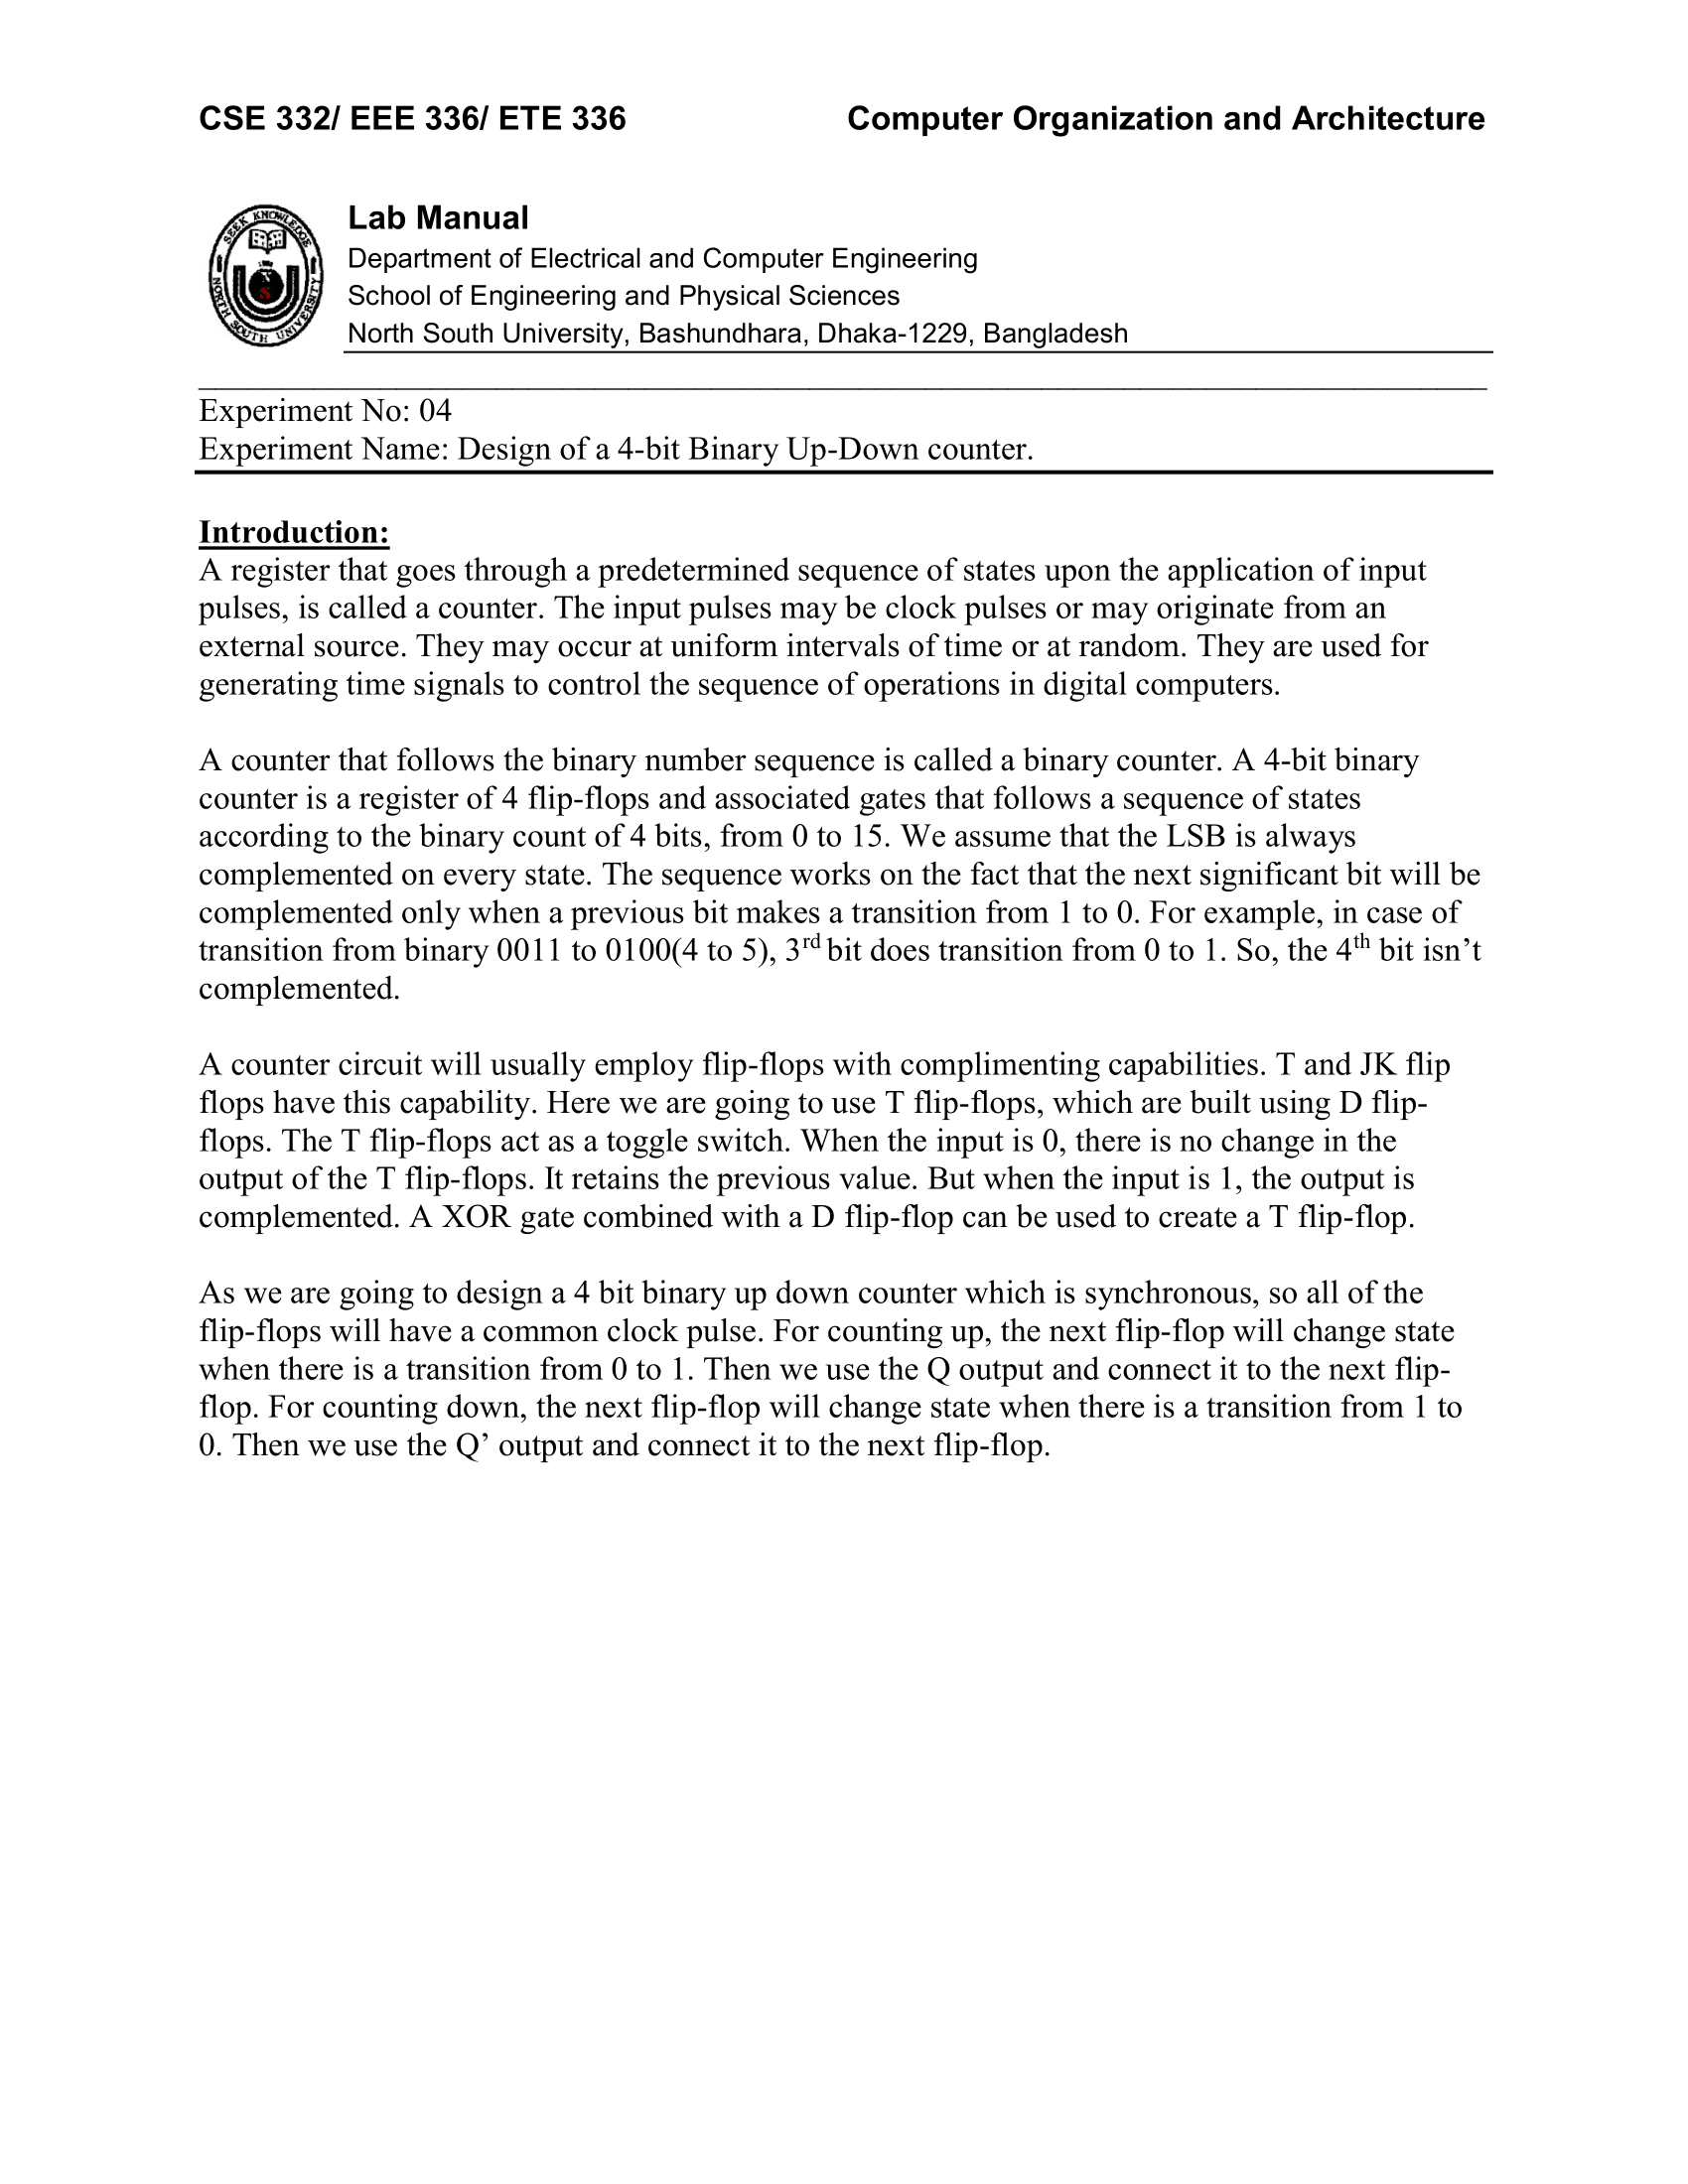 CSE 332/ EEE 336/ ETE 336 Computer Organization and Architecture
SEEK KNOWLEDGE
NORTH SOUTH UNIVERSITY
Lab Manual
Department of Electrical and Computer Engineering
School of Engineering and Physical Sciences
North South University, Bashundhara, Dhaka-1229, Bangladesh
Experiment No: 04
Experiment Name: Design of a 4-bit Binary Up-Down counter.
Introduction:
A register that goes through a predetermined sequence of states upon the application of input
pulses, is called a counter. The input pulses may be clock pulses or may originate from an
external source. They may occur at uniform intervals of time or at random. They are used for
generating time signals to control the sequence of operations in digital computers.
A counter that follows the binary number sequence is called a binary counter. A 4-bit binary
counter is a register of 4 flip-flops and associated gates that follows a sequence of states
according to the binary count of 4 bits, from 0 to 15. We assume that the LSB is always
complemented on every state. The sequence works on the fact that the next significant bit will be
complemented only when a previous bit makes a transition from 1 to 0. For example, in case of
transition from binary 0011 to 0100(4 to 5), 3rd bit does transition from 0 to 1. So, the 4th bit isn’t
complemented.
A counter circuit will usually employ flip-flops with complimenting capabilities. T and JK flip
flops have this capability. Here we are going to use T flip-flops, which are built using D flip-
flops. The T flip-flops act as a toggle switch. When the input is 0, there is no change in the
output of the T flip-flops. It retains the previous value. But when the input is 1, the output is
complemented. A XOR gate combined with a D flip-flop can be used to create a T flip-flop.
As we are going to design a 4 bit binary up down counter which is synchronous, so all of the
flip-flops will have a common clock pulse. For counting up, the next flip-flop will change state
when there is a transition from 0 to 1. Then we use the Q output and connect it to the next flip-
flop. For counting down, the next flip-flop will change state when there is a transition from 1 to
0. Then we use the Q’ output and connect it to the next flip-flop.